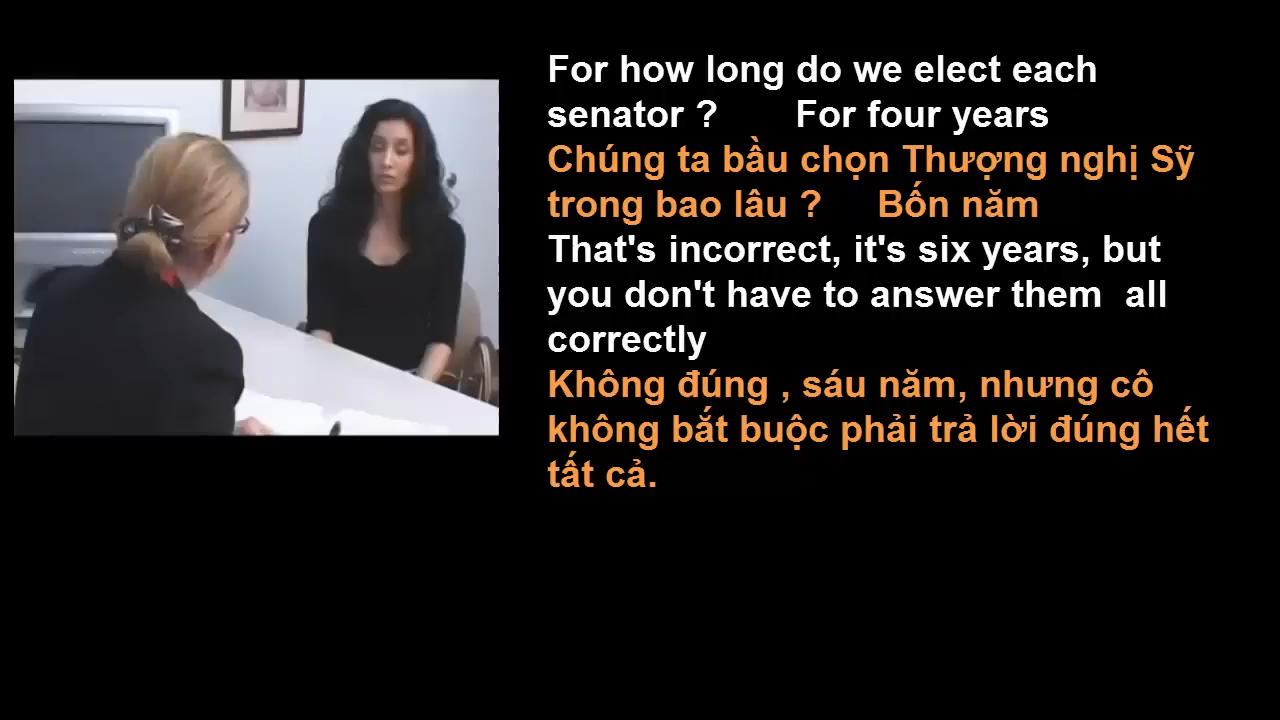 For how long do we elect each
senator ? For four years
Chúng ta bầu chọn Thượng nghị Sỹ
trong bao lâu ? Bốn năm
That's incorrect, it's six years, but
you don't have to answer them all
correctly
Không đúng , sáu năm, nhưng cô
không bắt buộc phải trả lời đúng hết
tất cả.